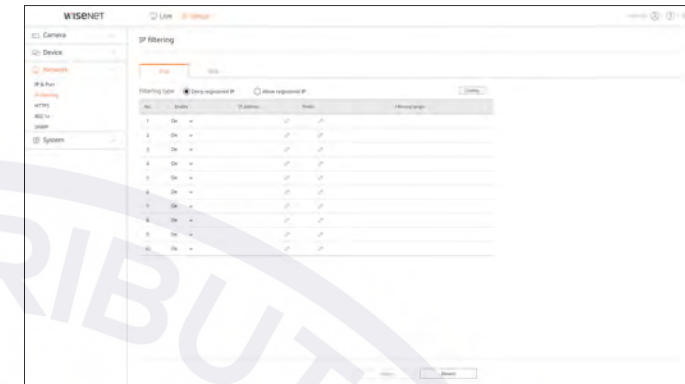 WISENET
Live
Setup
Camera
IP filtering
Device
Network
IPv4
IPv6
IP & Port
Filtering type
Deny registered IP
Allow registered IP
IP filtering
HTTPS
802.1x
SNMP
No.
Enable
IP address
Prefix
Filtering range
System
1 On
2 On
3 On
4 On
5 On
6 On
7 On
8 On
9 On
10 On
RIBUT